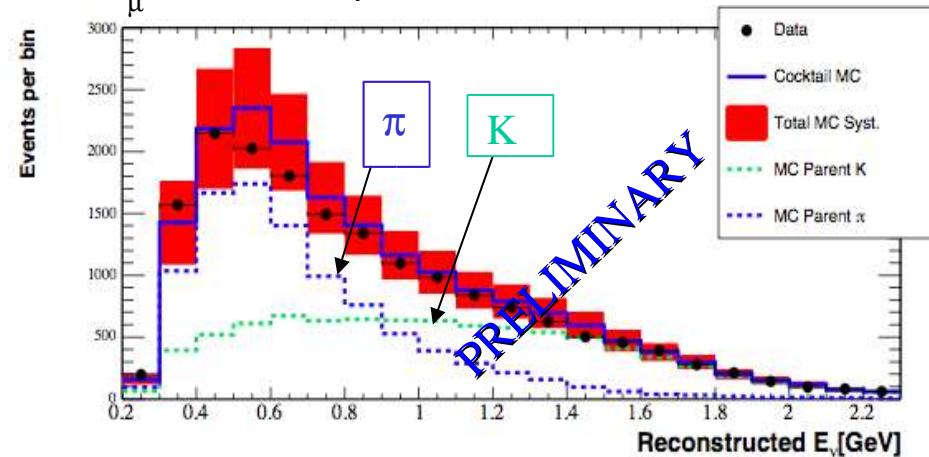 μ
Events per bin
3000
2500
2000
1500
1000
500
0
π
K
PRELIMINARY
Data
Cocktail MC
Total MC Syst.
MC Parent K
MC Parent π
0.2 0.4 0.6 0.8 1 1.2 1.4 1.6 1.8 2 2.2
Reconstructed Eν[GeV]